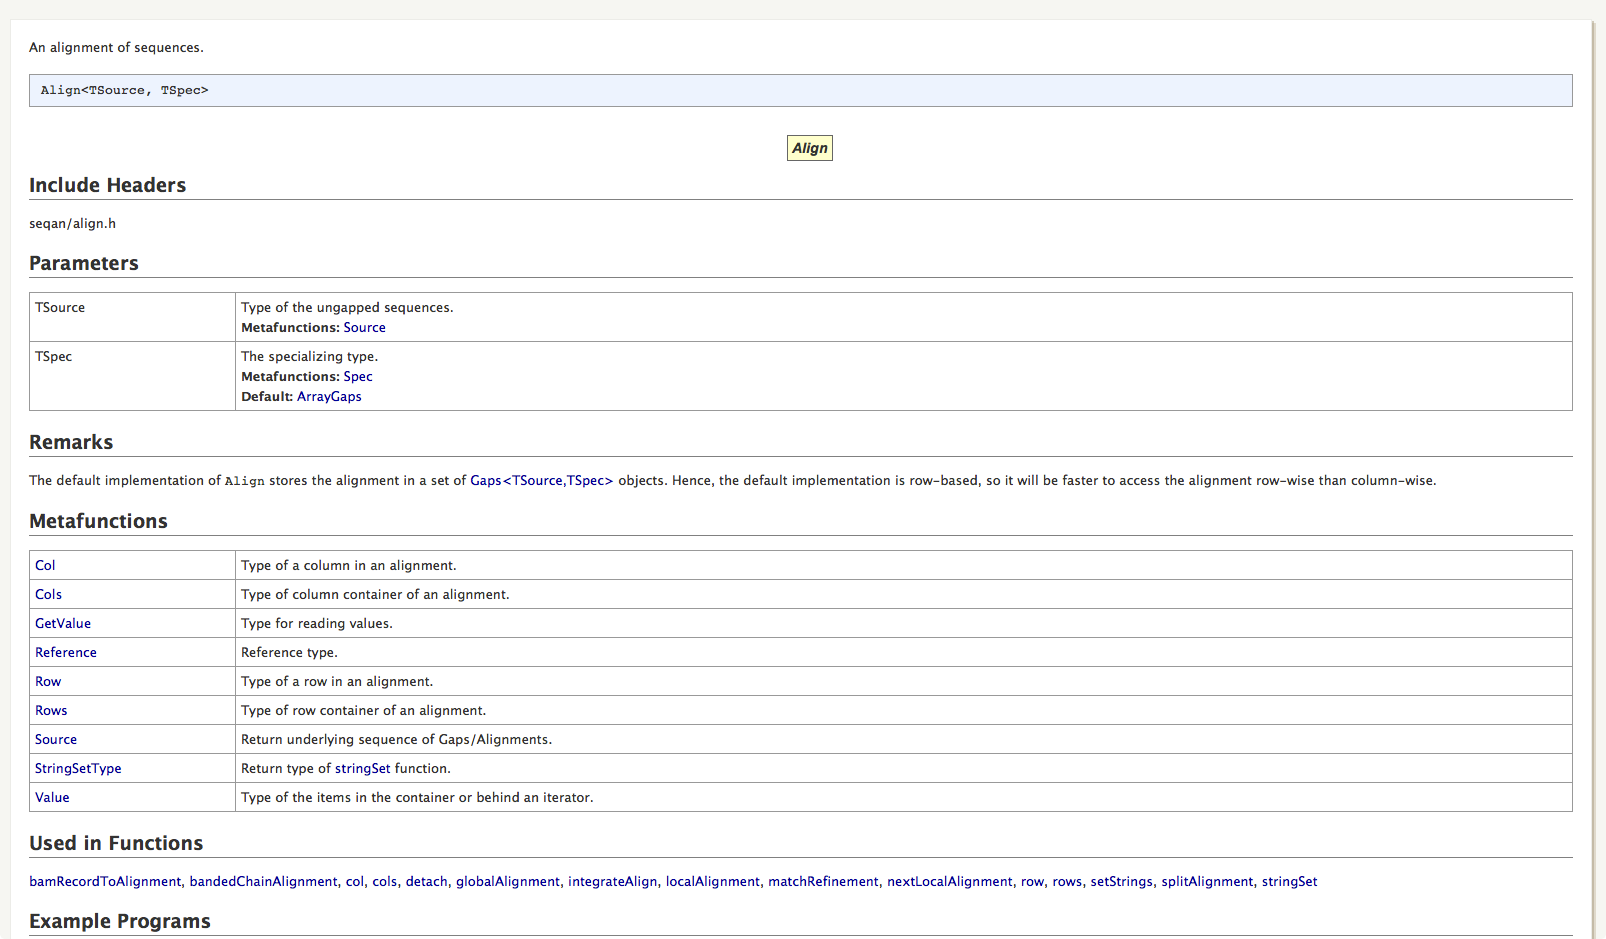 An alignment of sequences.
Align<TSource, TSpec>
Align
Include Headers
seqan/align.h
Parameters
TSource Type of the ungapped sequences.
Metafunctions: Source
TSpec The specializing type.
Metafunctions: Spec
Default: ArrayGaps
Remarks
The default implementation of Align stores the alignment in a set of Gaps<TSource,TSpec> objects. Hence, the default implementation is row-based, so it will be faster to access the alignment row-wise than column-wise.
Metafunctions
Col Type of a column in an alignment.
Cols Type of column container of an alignment.
GetValue Type for reading values.
Reference Reference type.
Row Type of a row in an alignment.
Rows Type of row container of an alignment.
Source Return underlying sequence of Gaps/Alignments.
StringSetType Return type of stringSet function.
Value Type of the items in the container or behind an iterator.
Used in Functions
bamRecordToAlignment, bandedChainAlignment, col, cols, detach, globalAlignment, integrateAlign, localAlignment, matchRefinement, nextLocalAlignment, row, rows, setStrings, splitAlignment, stringSet
Example Programs